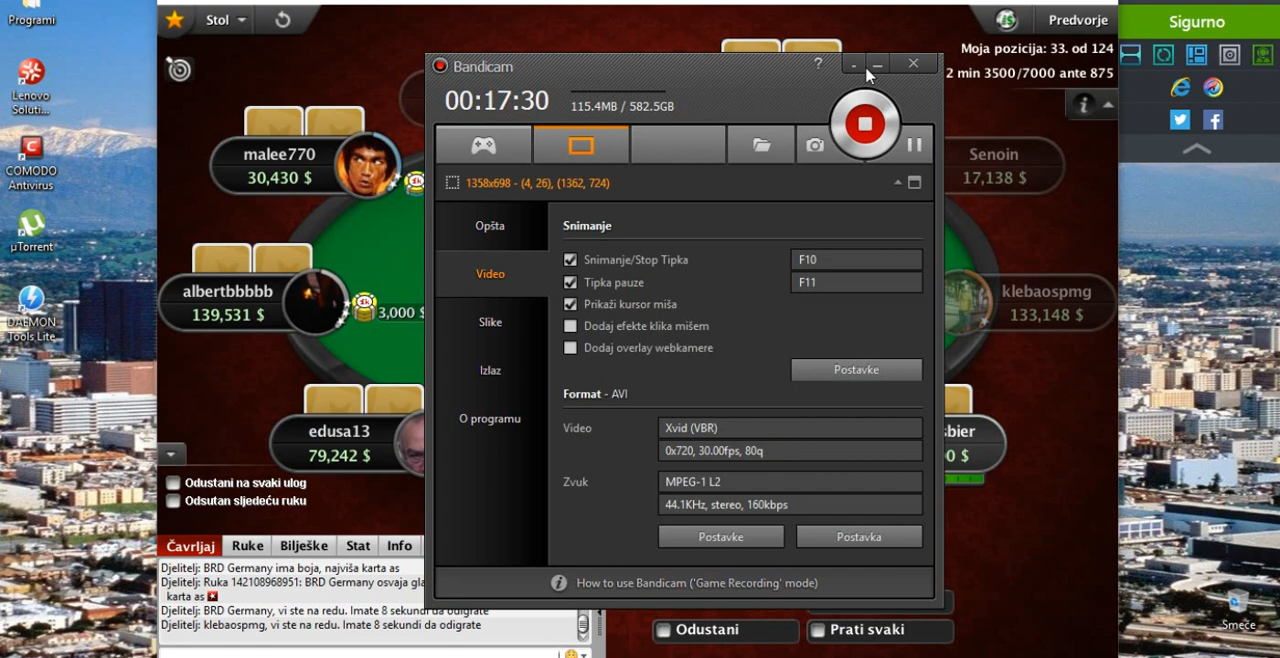 Programi
Lenovo
Soluti...
COMODO
Antivirus
µTorrent
DAEMON
Tools Lite
Stol
Predvorje
Sigurno
Moja pozicija: 33. od 124
2 min 3500/7000 ante 875
malee770
30,430 $
albertbbbbb
139,531 $
3,000 $
edusa13
79,242 $
Senoin
17,138 $
klebaospmg
133,148 $
Bandicam
00:17:30
115.4MB / 582.5GB
1358x698 - (4, 26), (1362, 724)
Opšta
Video
Slike
Izlaz
O programu
Snimanje
Snimanje/Stop Tipka
F10
Tipka pauze
F11
Prikaži kursor miša
Dodaj efekte klika mišem
Dodaj overlay webkamere
Postavke
Format - AVI
Video
Xvid (VBR)
0x720, 30.00fps, 80q
Zvuk
MPEG-1 L2
44.1KHz, stereo, 160kbps
Postavke
Postavka
How to use Bandicam ('Game Recording' mode)
Odustani na svaki ulog
Odsutan sljedeću ruku
Čavrljaj
Ruke
Bilješke
Stat
Info
Djelitelj: BRD Germany ima boja, najviša karta as
Djelitelj: Ruka 142108968951: BRD Germany osvaja
karta as
Djelitelj: BRD Germany, vi ste na redu. Imate 8 sekundi da odigrate
Djelitelj: klebaospmg, vi ste na redu. Imate 8 sekundi da odigrate
Odustani
Prati svaki
Smeće